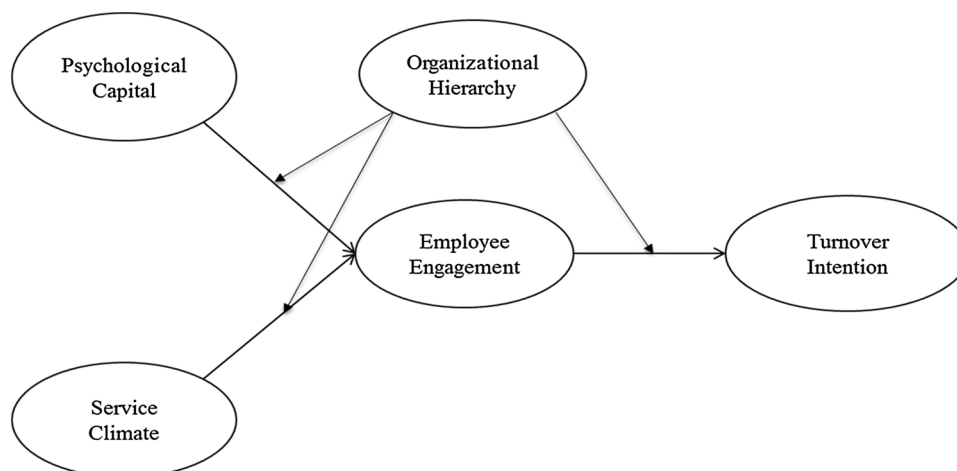 Psychological
Capital
Organizational
Hierarchy
Employee
Engagement
Turnover
Intention
Service
Climate